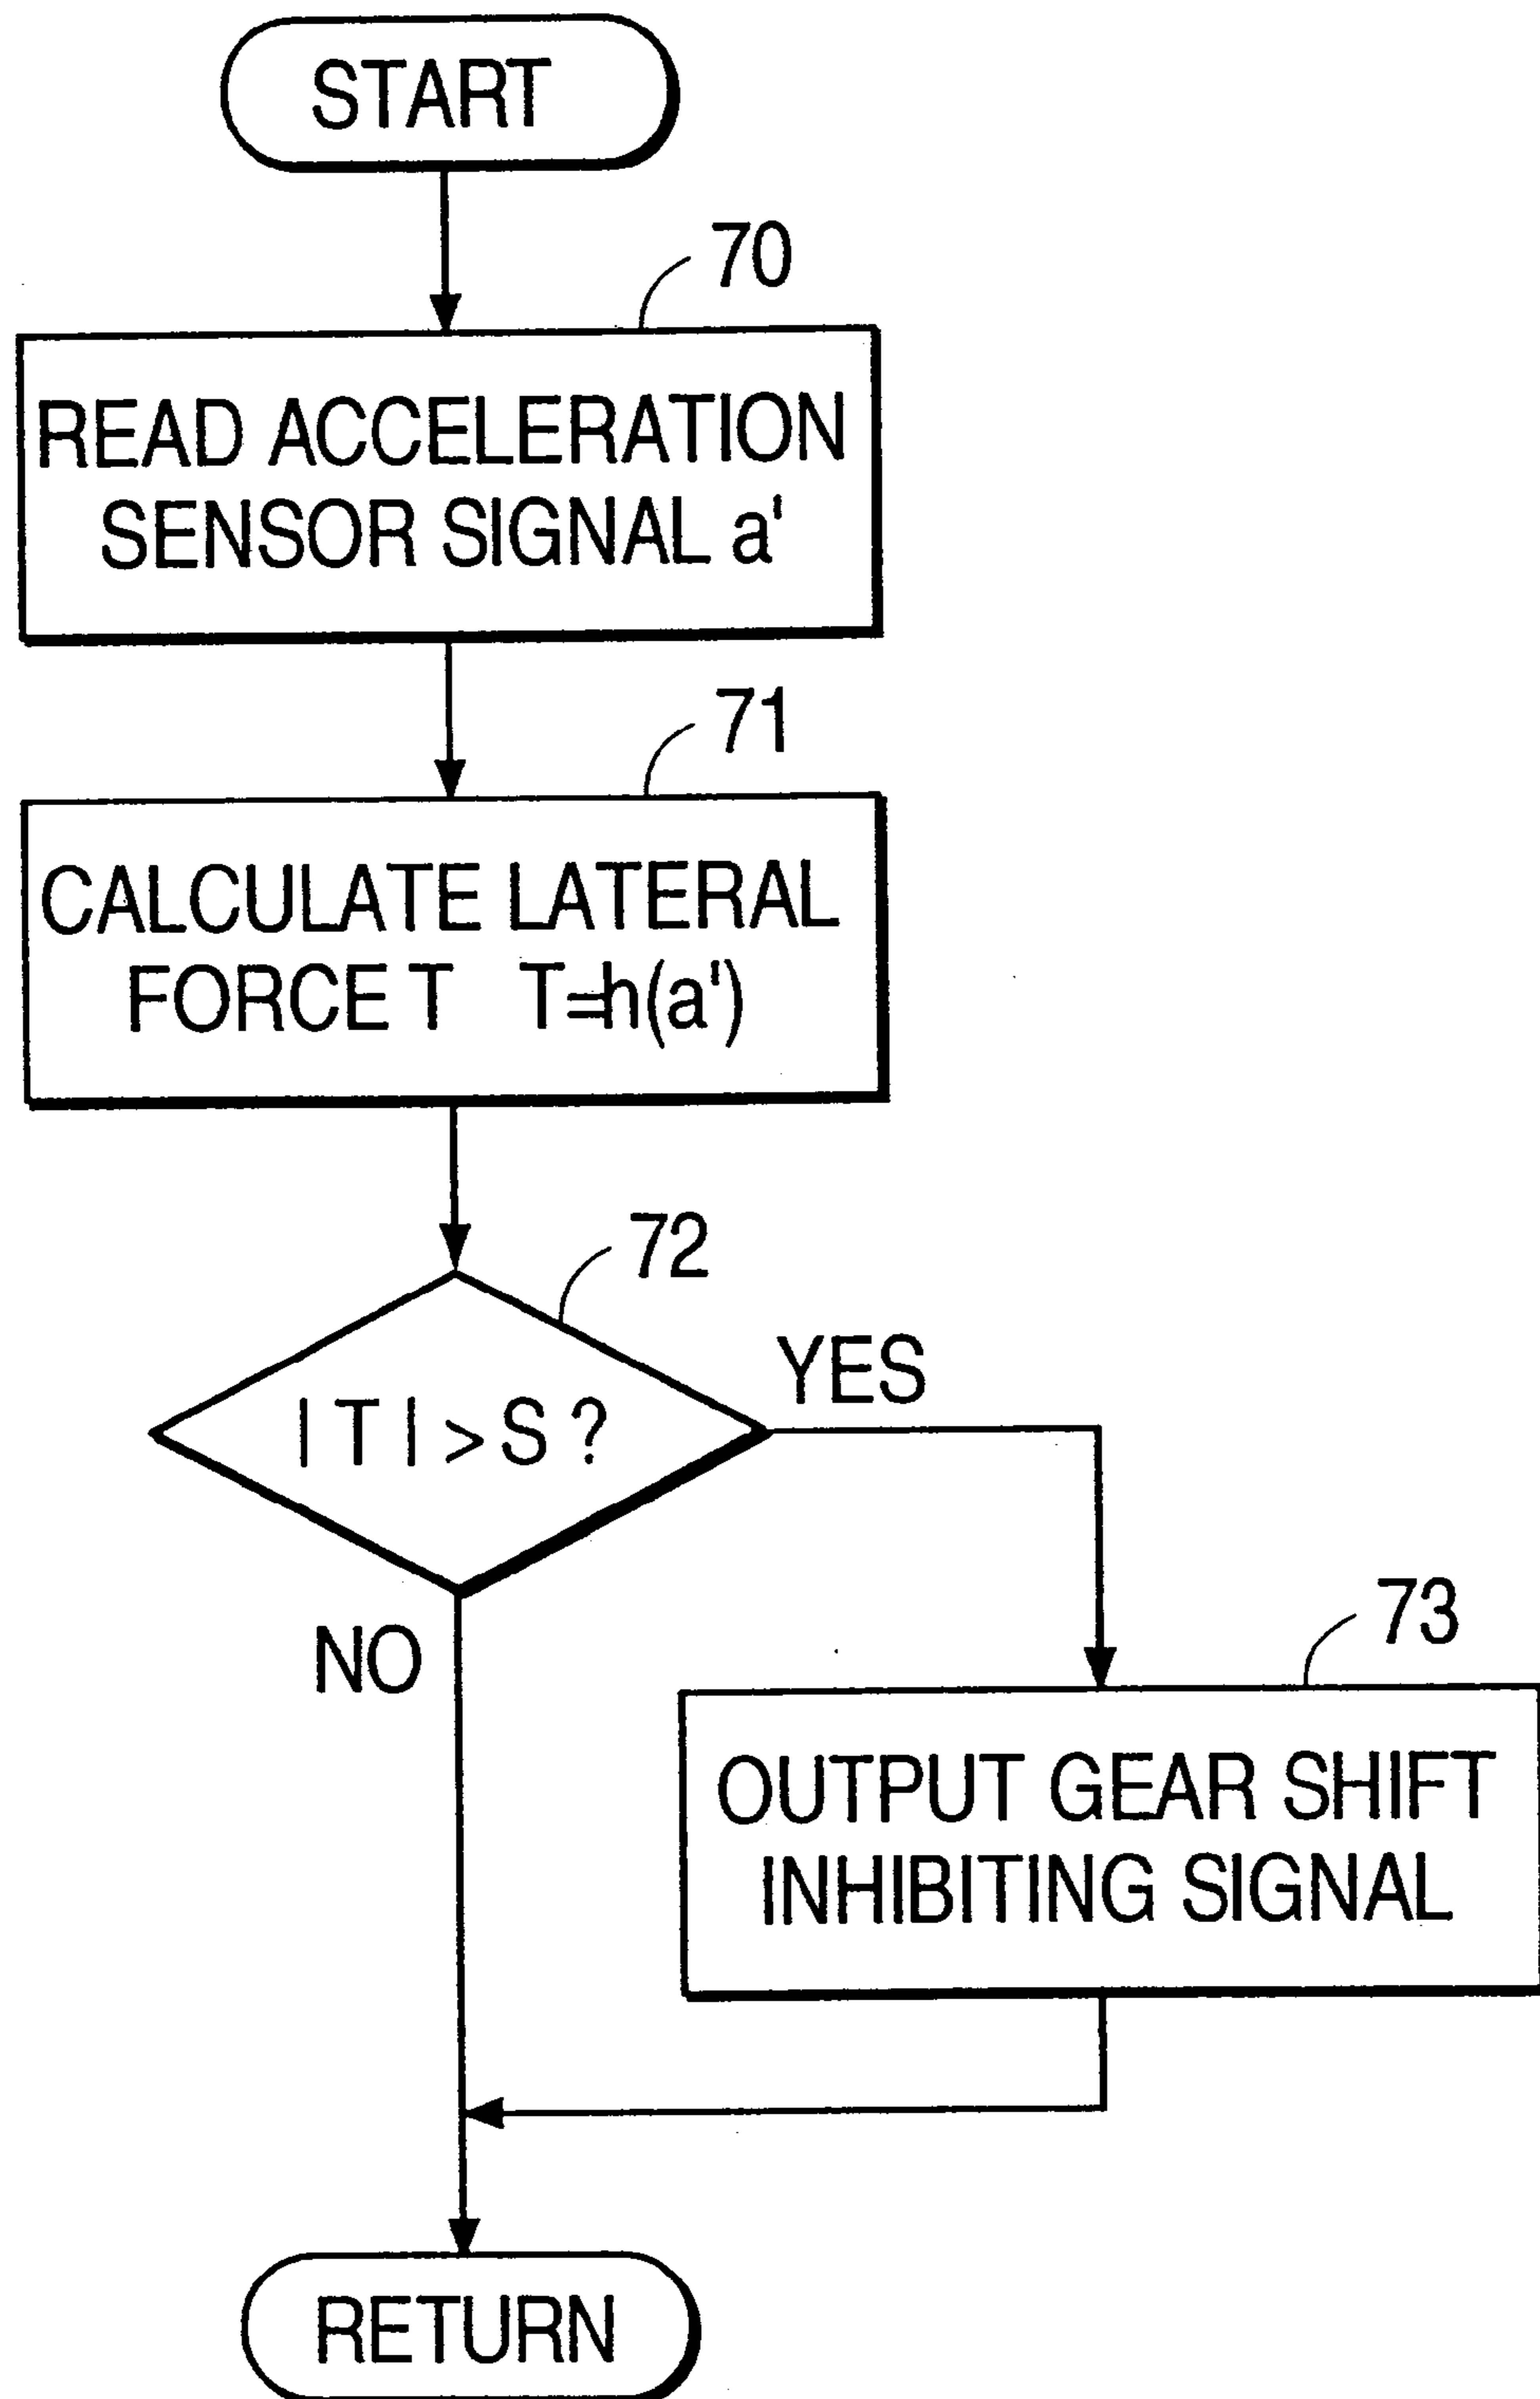 START
70
READ ACCELERATION
SENSOR SIGNAL a'
71
CALCULATE LATERAL
FORCE T T=h(a')
72
| T | > S ?
YES
NO
73
OUTPUT GEAR SHIFT
INHIBITING SIGNAL
RETURN